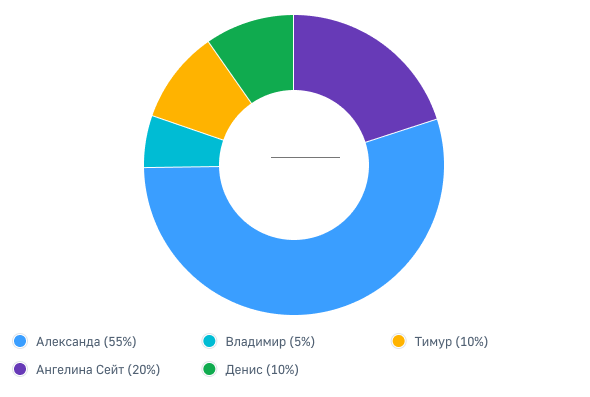 Александа (55%) Владимир (5%) Тимур (10%)
Ангелина Сейт (20%) Денис (10%)